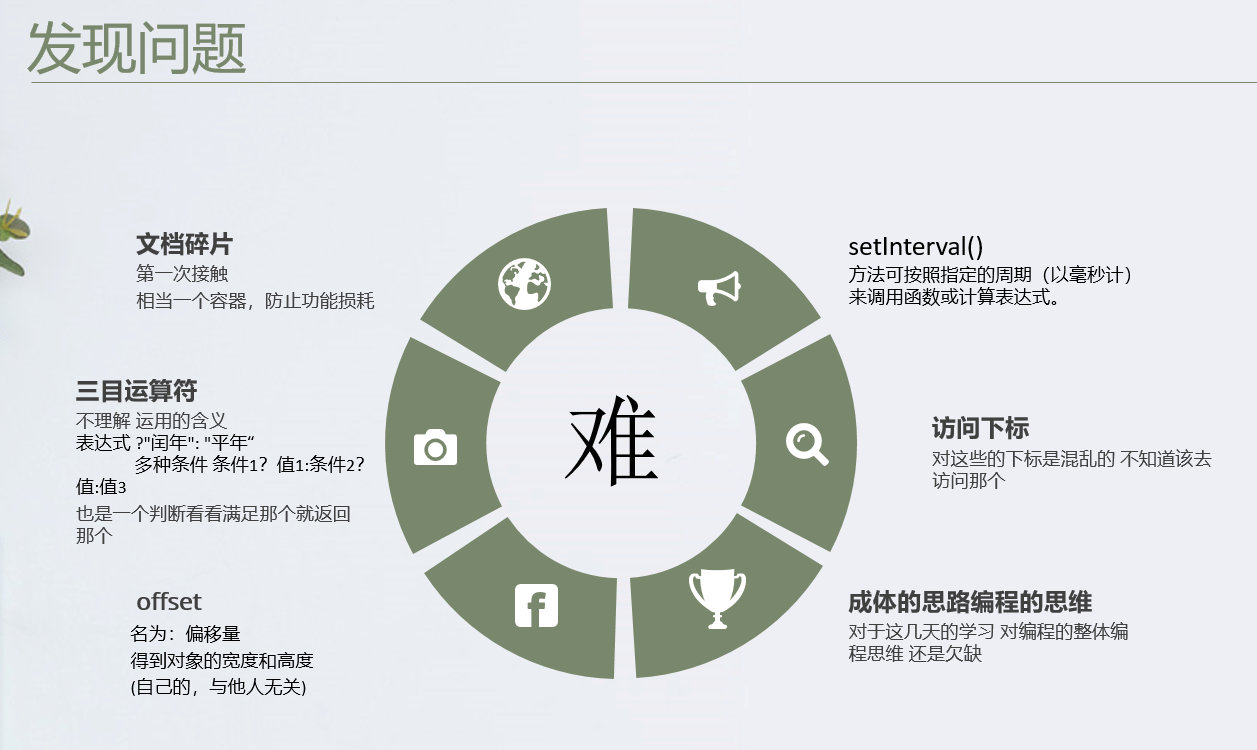 发现问题
文档碎片
第一次接触
相当一个容器，防止功能损耗
三目运算符
不理解 运用的含义
表达式 ?"闰年": "平年“
多种条件 条件1？值1:条件2？
值:值3
也是一个判断看看满足那个就返回
那个
offset
名为：偏移量
得到对象的宽度和高度
(自己的，与他人无关)
难
setInterval()
方法可按照指定的周期（以毫秒计）
来调用函数或计算表达式。
访问下标
对这些的下标是混乱的 不知道该去
访问那个
成体的思路编程的思维
对于这几天的学习 对编程的整体编
程思维 还是欠缺